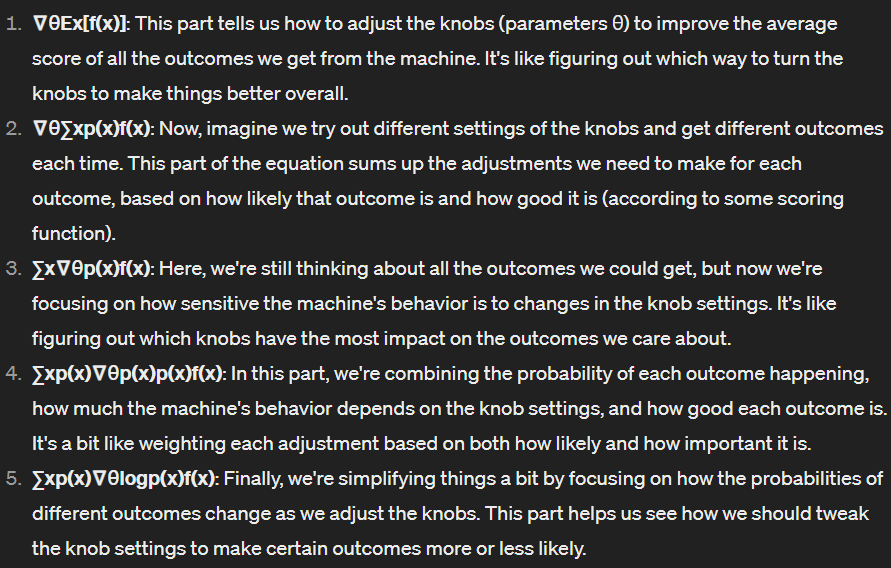 1. ∇θEx[f(x)]: This part tells us how to adjust the knobs (parameters θ) to improve the average
score of all the outcomes we get from the machine. It's like figuring out which way to turn the
knobs to make things better overall.
2. ∇θ∑xp(x)f(x): Now, imagine we try out different settings of the knobs and get different outcomes
each time. This part of the equation sums up the adjustments we need to make for each
outcome, based on how likely that outcome is and how good it is (according to some scoring
function).
3. ∑x∇θp(x)f(x): Here, we're still thinking about all the outcomes we could get, but now we're
focusing on how sensitive the machine's behavior is to changes in the knob settings. It's like
figuring out which knobs have the most impact on the outcomes we care about.
4. ∑xp(x)∇θp(x)p(x)f(x): In this part, we're combining the probability of each outcome happening,
how much the machine's behavior depends on the knob settings, and how good each outcome is.
It's a bit like weighting each adjustment based on both how likely and how important it is.
5. ∑xp(x)∇θlogp(x)f(x): Finally, we're simplifying things a bit by focusing on how the probabilities of
different outcomes change as we adjust the knobs. This part helps us see how we should tweak
the knob settings to make certain outcomes more or less likely.